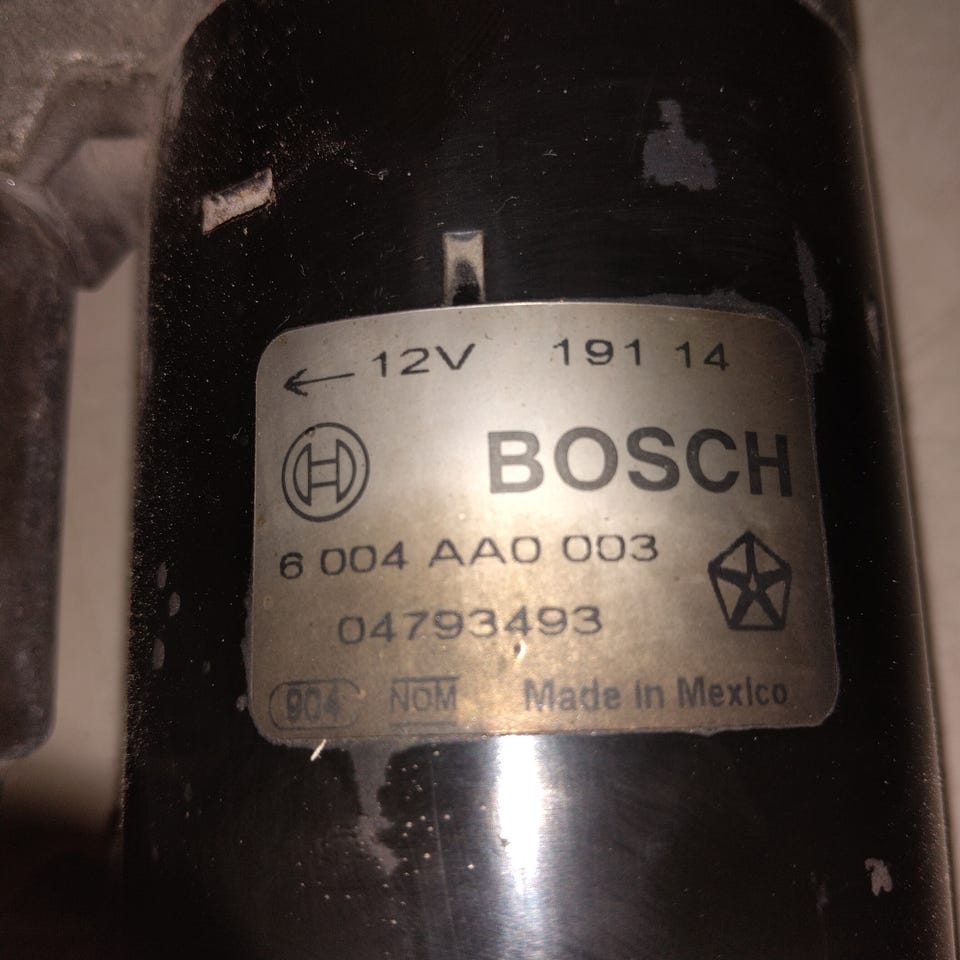 ← 12V 191 14
BOSCH
6 004 AA0 003
04793493
904 NOM Made in Mexico